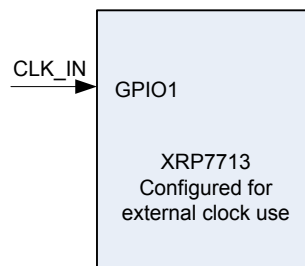 CLK_IN
GPIO1
XRP7713
Configured for
external clock use